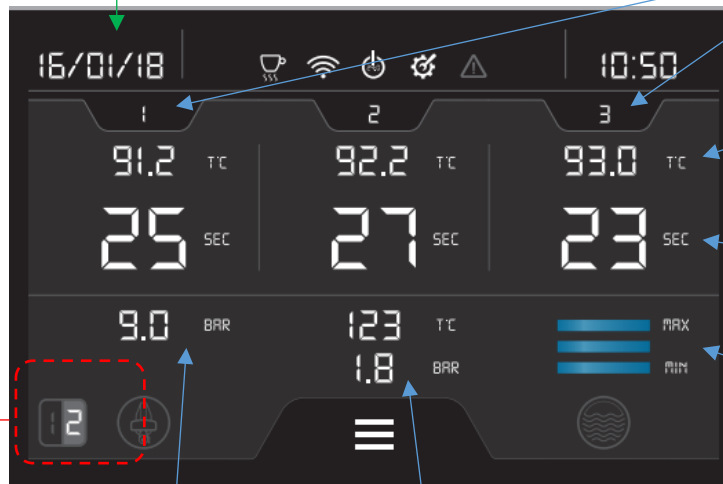 16/01/18 10:50
1 2 3
91.2 T°C 92.2 T°C 93.0 T°C
25 SEC 27 SEC 23 SEC
9.0 BAR 123 T°C MAX
1.8 BAR MIN
1 2